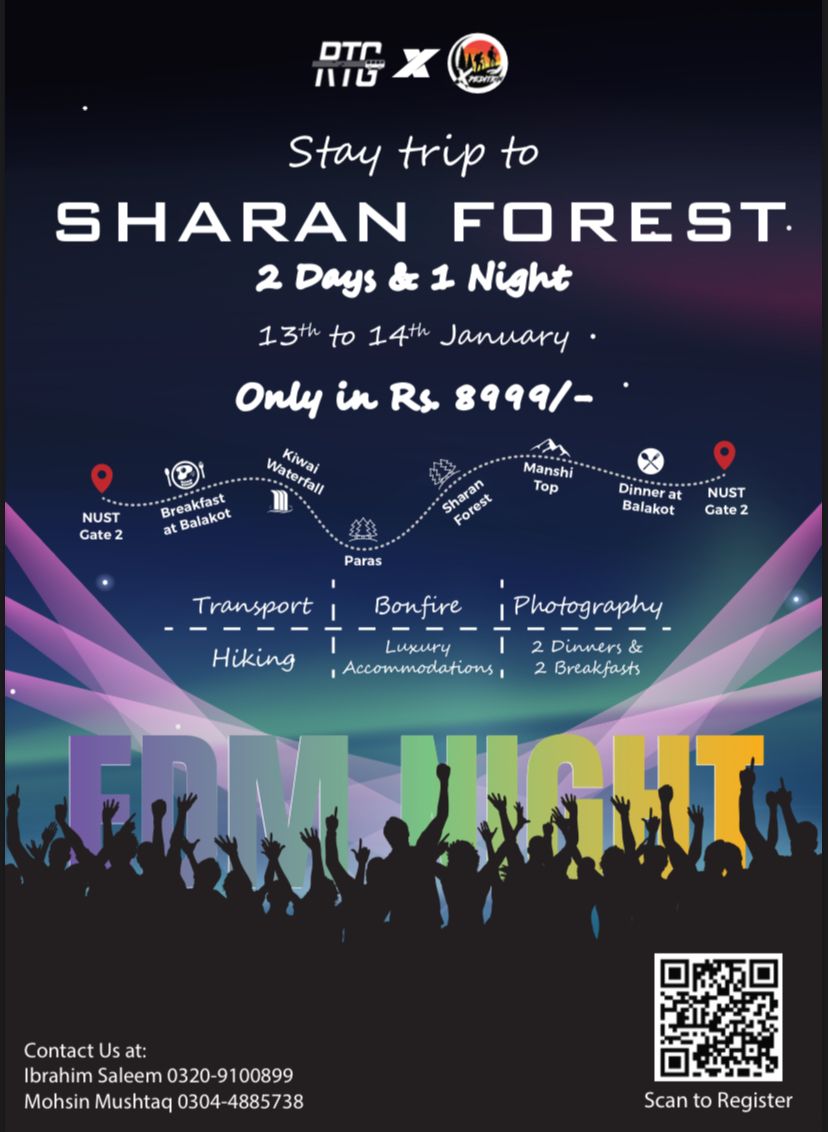 RTG X XPEDITION
Stay trip to
SHARAN FOREST
2 Days & 1 Night
13th to 14th January
Only in Rs. 8999/-
NUST
Gate 2
Breakfast
at Balakot
Kiwai
Waterfall
Paras
Sharan
Forest
Manshi
Top
Dinner at
Balakot
NUST
Gate 2
Transport
Bonfire
Photography
Hiking
Luxury
Accommodations
2 Dinners &
2 Breakfasts
EDM NIGHT
Contact Us at:
Ibrahim Saleem 0320-9100899
Mohsin Mushtaq 0304-4885738
Scan to Register